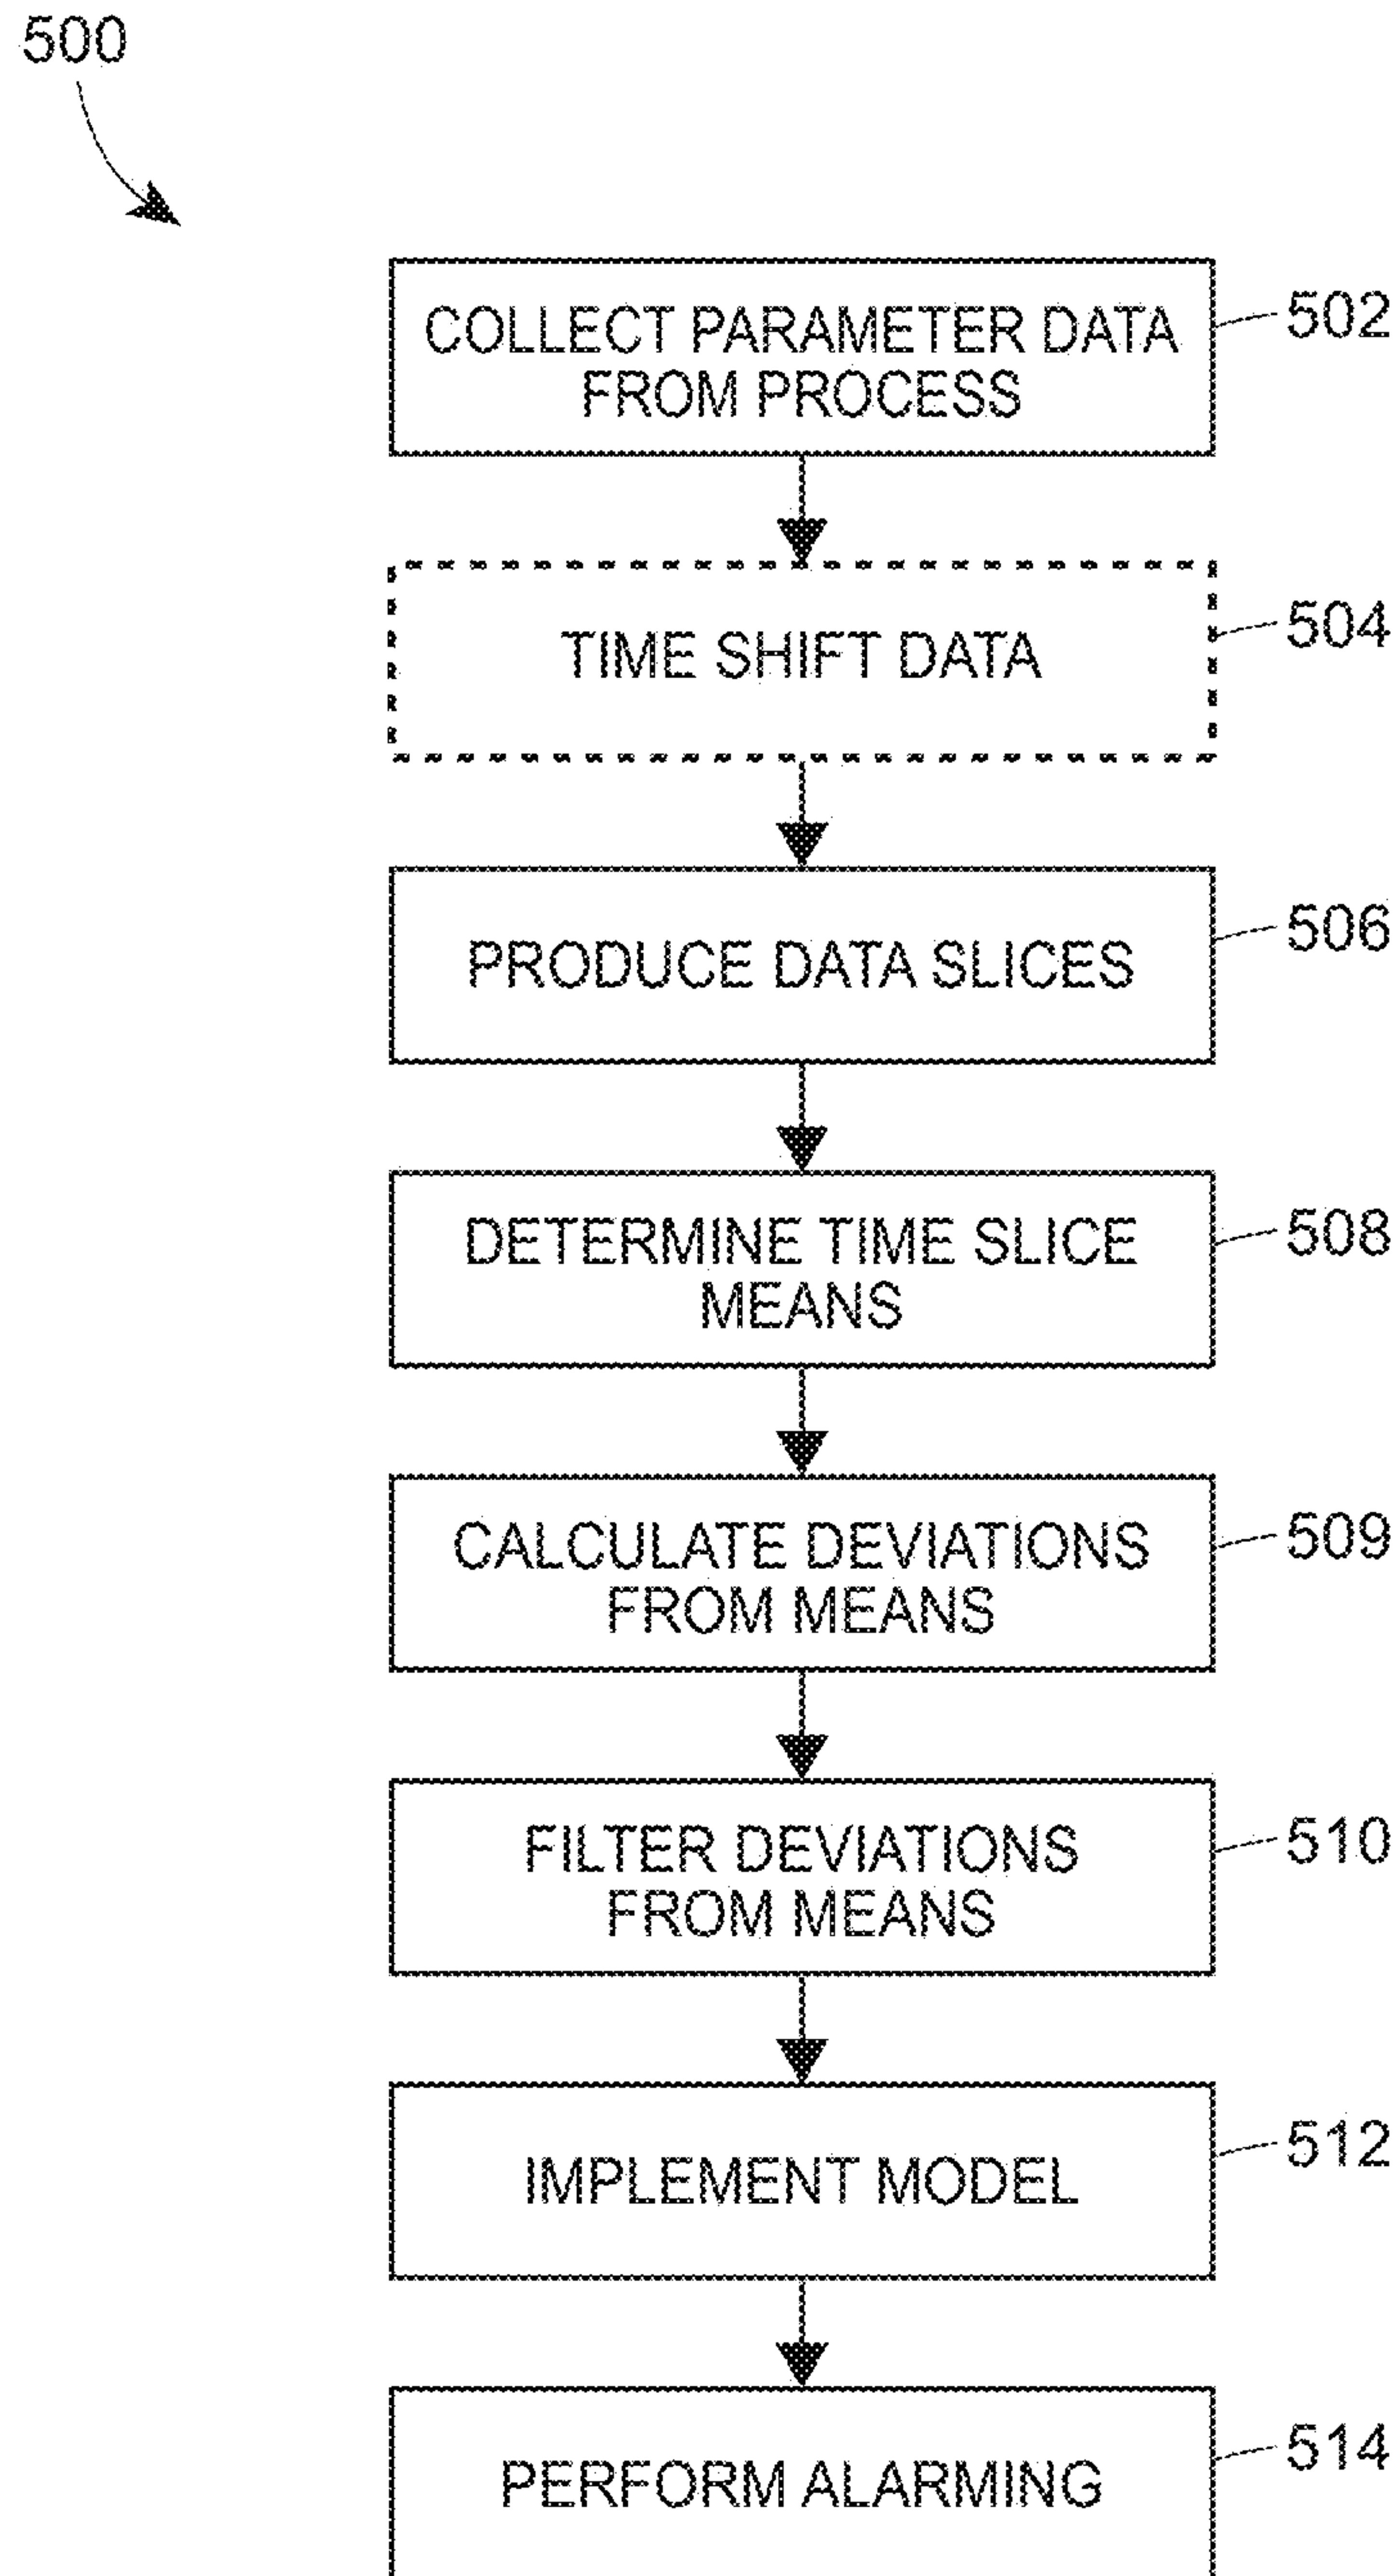 500
COLLECT PARAMETER DATA
FROM PROCESS
502
TIME SHIFT DATA
504
PRODUCE DATA SLICES
506
DETERMINE TIME SLICE
MEANS
508
CALCULATE DEVIATIONS
FROM MEANS
509
FILTER DEVIATIONS
FROM MEANS
510
IMPLEMENT MODEL
512
PERFORM ALARMING
514